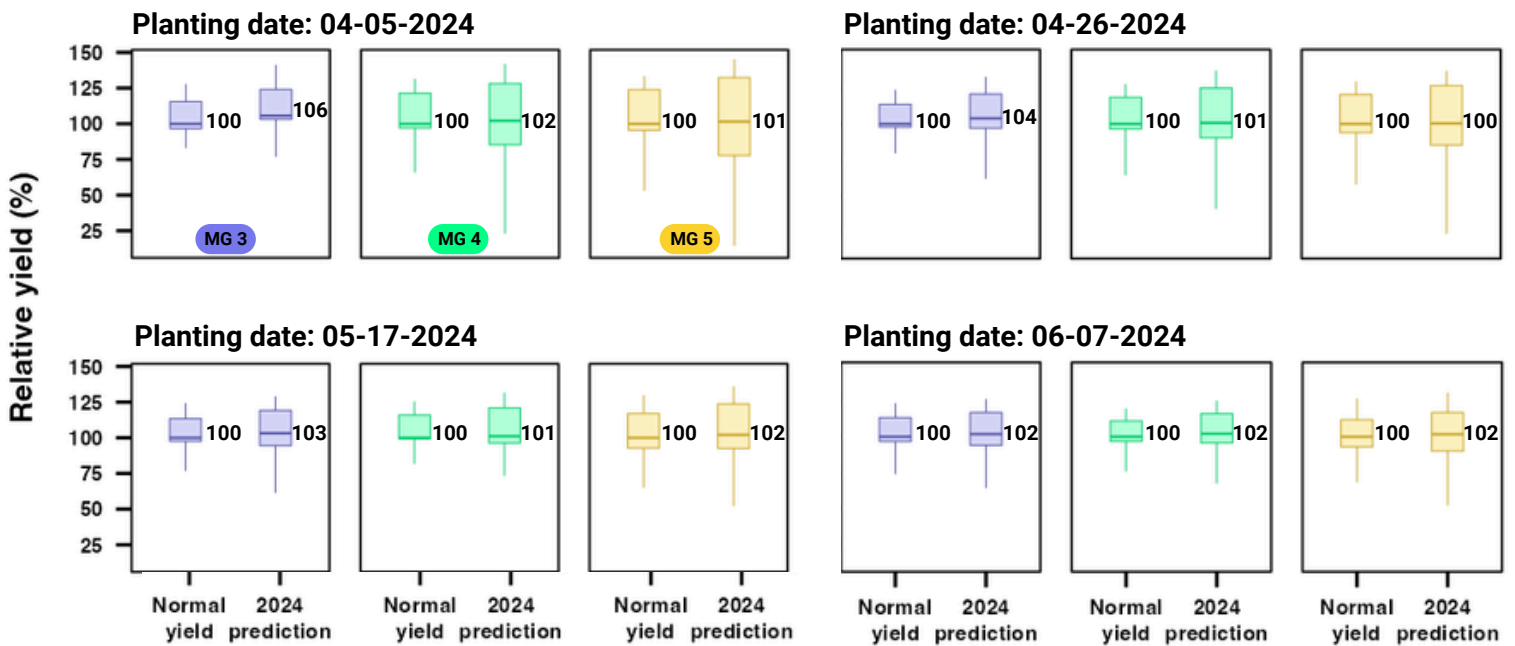 Planting date: 04-05-2024
Planting date: 04-26-2024
Relative yield (%)
150
125
100
75
50
25
100
106
100
102
100
101
100
104
100
101
100
100
MG 3
MG 4
MG 5
Planting date: 05-17-2024
Planting date: 06-07-2024
150
125
100
75
50
25
100
103
100
101
100
102
100
102
100
102
100
102
Normal yield
2024 prediction
Normal yield
2024 prediction
Normal yield
2024 prediction
Normal yield
2024 prediction
Normal yield
2024 prediction
Normal yield
2024 prediction